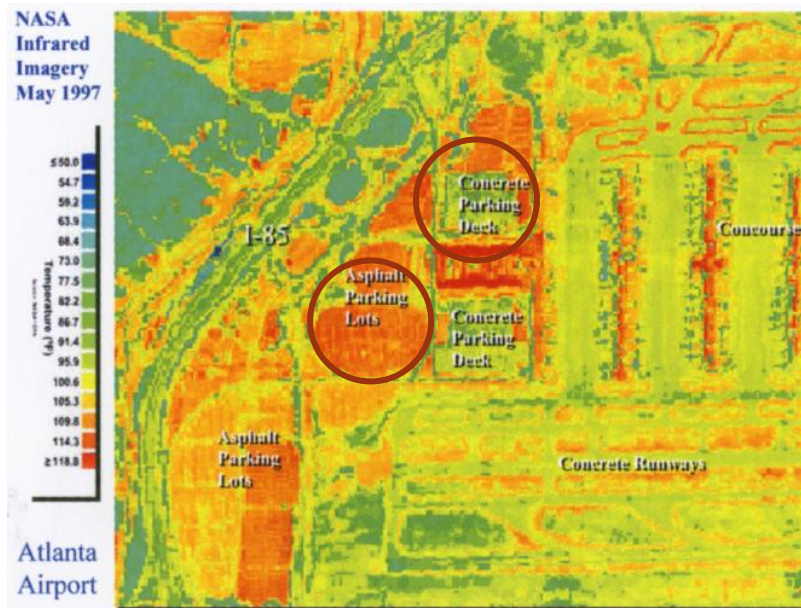 NASA
Infrared
Imagery
May 1997
≤50.0
54.7
59.2
63.9
68.4
73.0
77.5
82.2
86.7
91.4
95.9
100.6
105.3
109.8
114.3
≥118.8
Temperature (°F)
Atlanta
Airport
I-85
Concrete
Parking
Deck
Concourse
Asphalt
Parking
Lots
Concrete
Parking
Deck
Asphalt
Parking
Lots
Concrete Runways